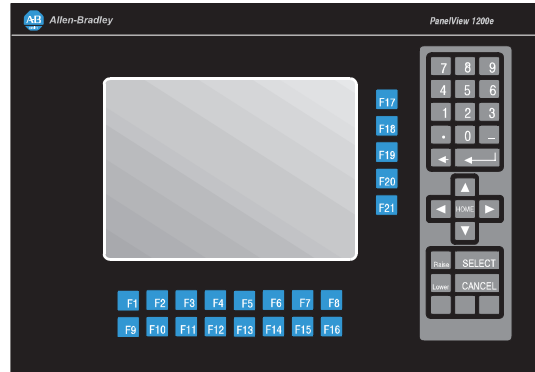 AB Allen-Bradley PanelView 1200e
7 8 9
4 5 6
1 2 3
. 0 –
F17
F18
F19
F20
F21
HOME
Raise SELECT
Lower CANCEL
F1 F2 F3 F4 F5 F6 F7 F8
F9 F10 F11 F12 F13 F14 F15 F16